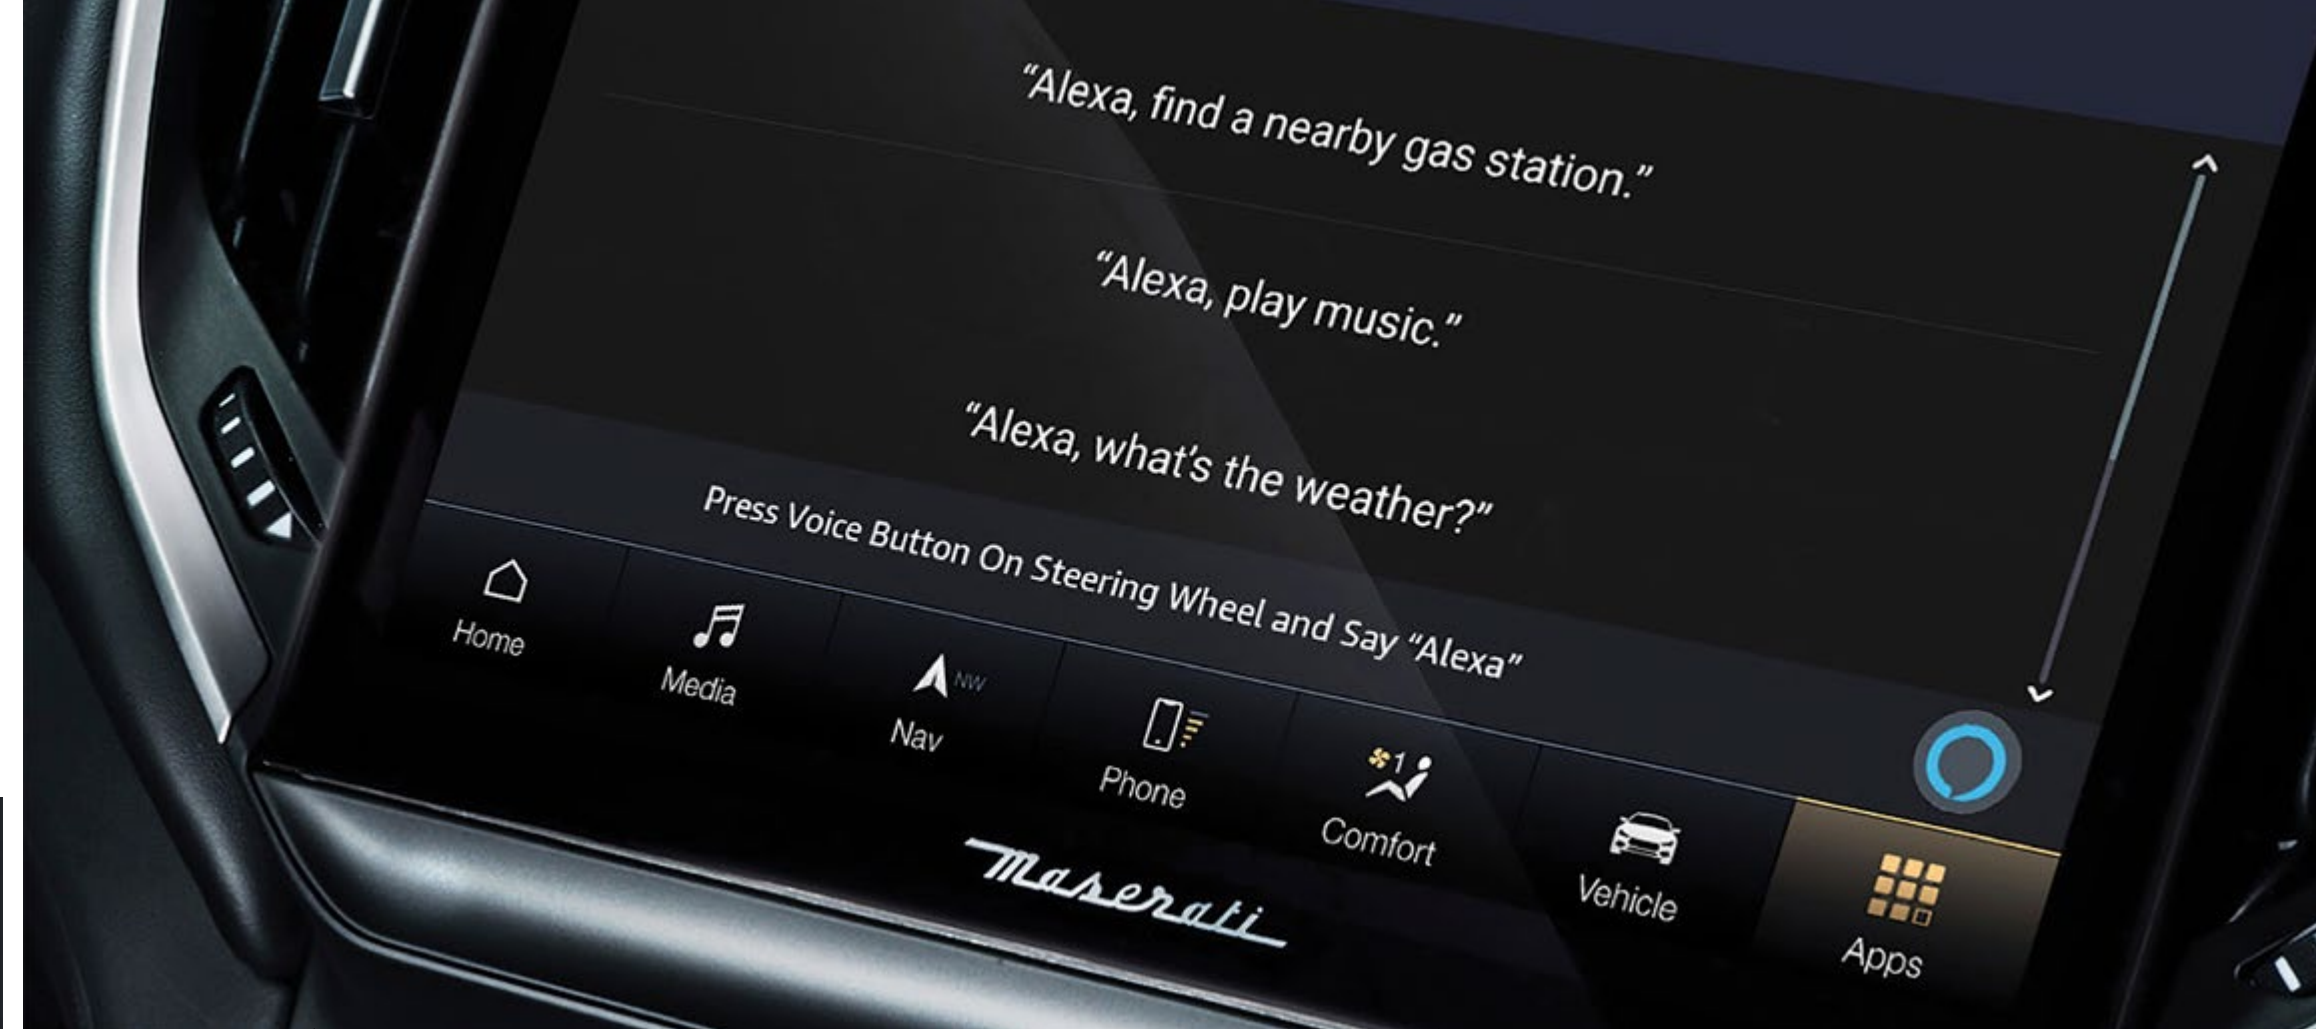 “Alexa, find a nearby gas station.”
“Alexa, play music.”
“Alexa, what's the weather?”
Press Voice Button On Steering Wheel and Say “Alexa”
Home
Media
NW
Nav
Phone
1
Comfort
Vehicle
Apps
Maserati